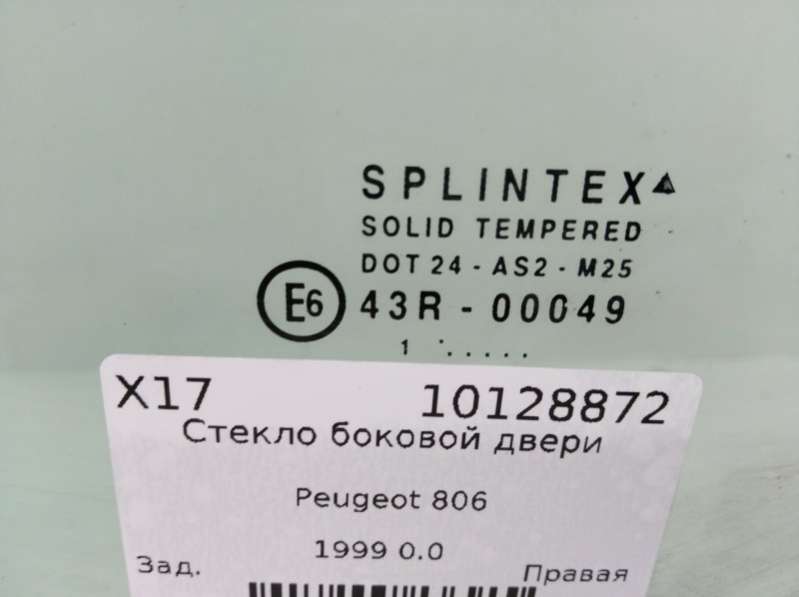 SPLINTEX
SOLID TEMPERED
DOT 24 - AS2 - M25
E6 43R - 00049
1 ......
X17 10128872
Стекло боковой двери
Peugeot 806
1999 0.0
Зад. Правая